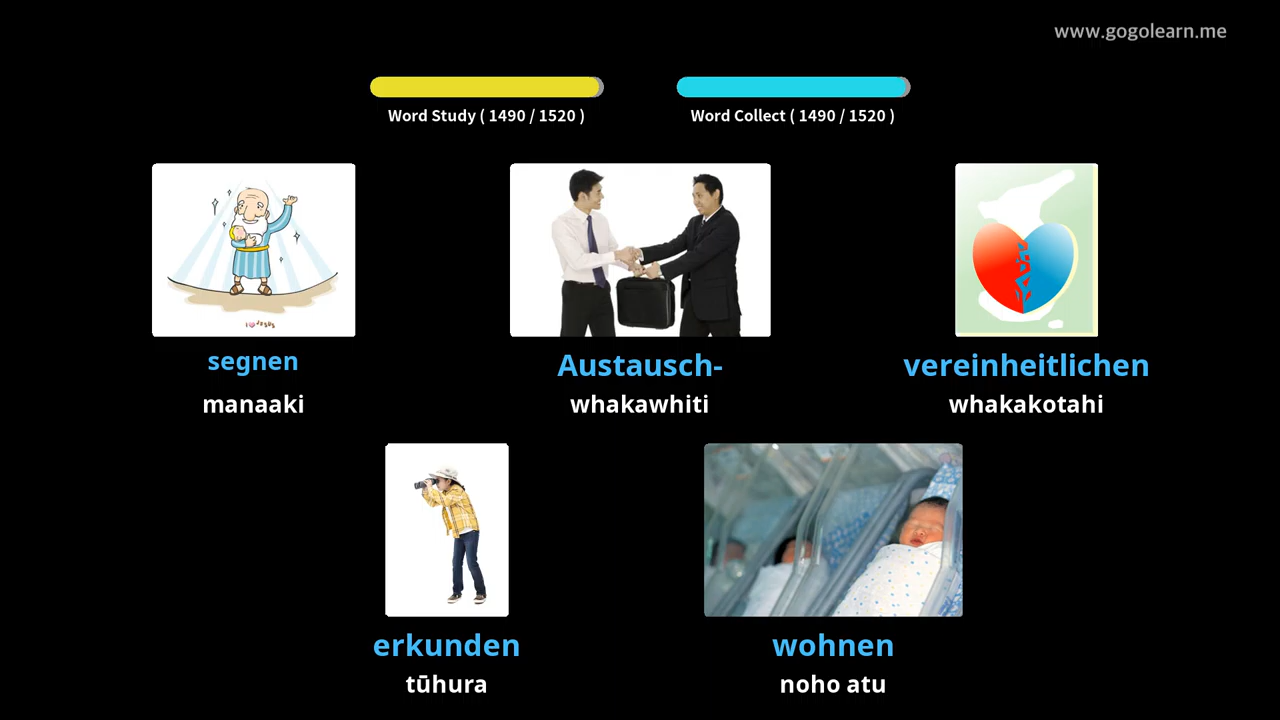 www.gogolearn.me
Word Study ( 1490 / 1520 )
Word Collect ( 1490 / 1520 )
I ♥ JESUS
segnen
manaaki
Austausch-
whakawhiti
vereinheitlichen
whakakotahi
erkunden
tūhura
wohnen
noho atu